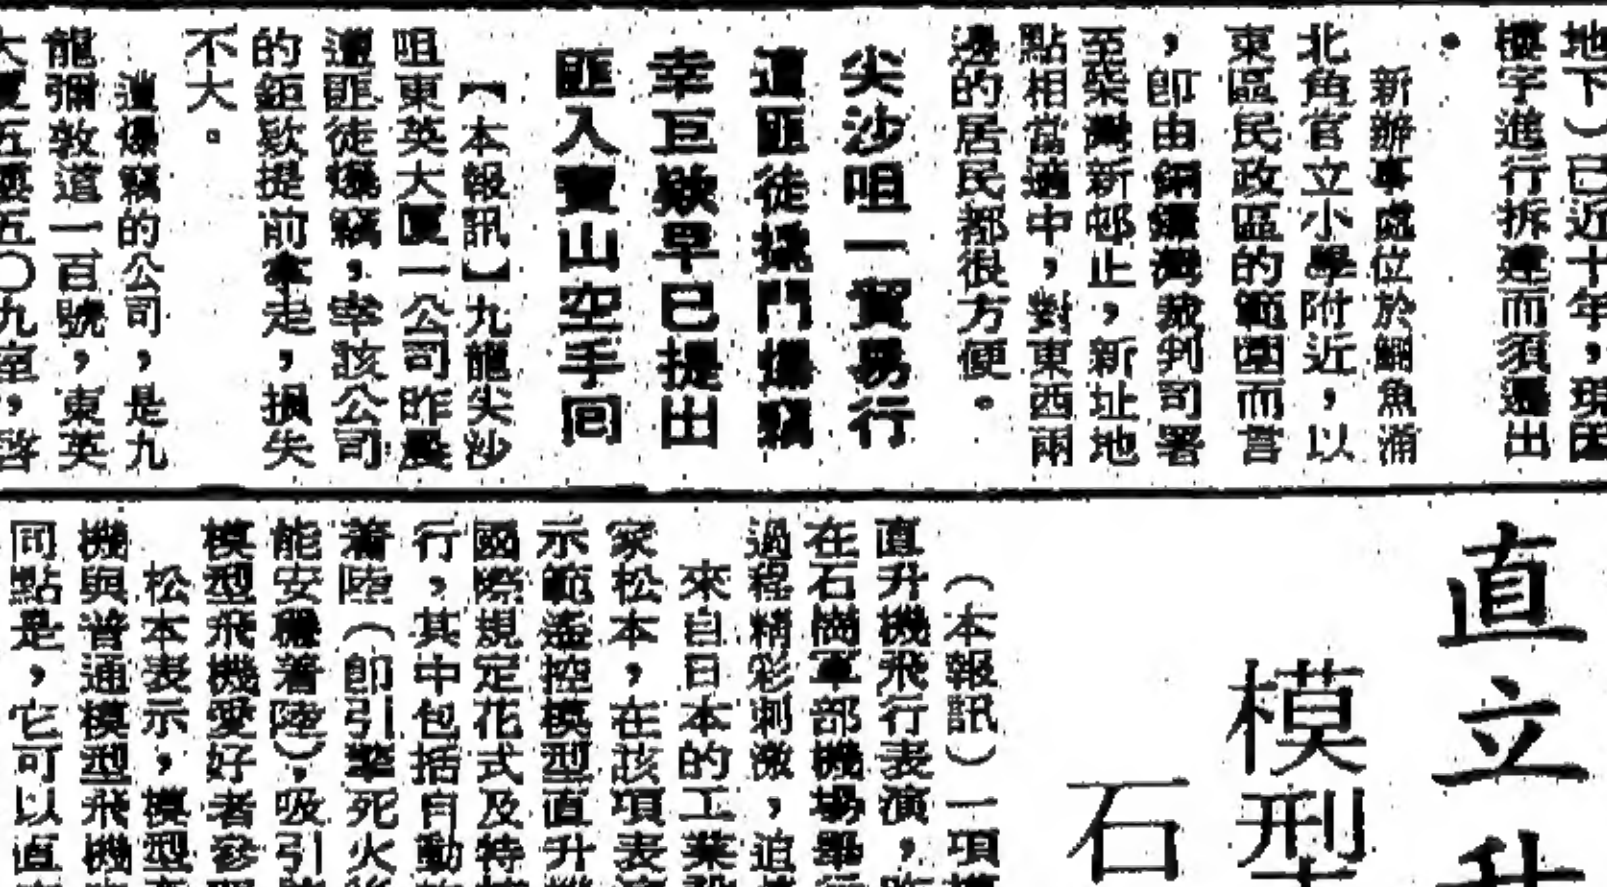 地下）已近十年，現因
樓宇進行拆建而須遷出
。
新辦事處位於鰂魚涌
北角官立小學附近，以
東區民政區的範圍而言
，即由銅鑼灣裁判司署
至柴灣新邨止，新址地
點相當適中，對東西兩
邊的居民都很方便。
尖沙咀一貿易行
遭匪徒撬門爆竊
幸巨欵早已提出
匪入寶山空手回
【本報訊】九龍尖沙
咀東英大廈一公司昨晨
遭匪徒爆竊，幸該公司
的鉅欵提前拿走，損失
不大。
遭爆竊的公司，是九
龍彌敦道一百號，東英
大廈五樓五〇九室，
直立升
模型
石
（本報訊）一項
直升機飛行表演，昨
在石崗軍部機場舉行
過程精彩刺激，
來自日本的工業
家松本，在該項表
示範遙控模型直升機
國際規定花式及特
行，其中包括自動
着陸（即引擎死火後
能安穩著陸），吸引
模型飛機愛好者參
松本表示，模型
機與普通模型飛機
同點是，它可以直